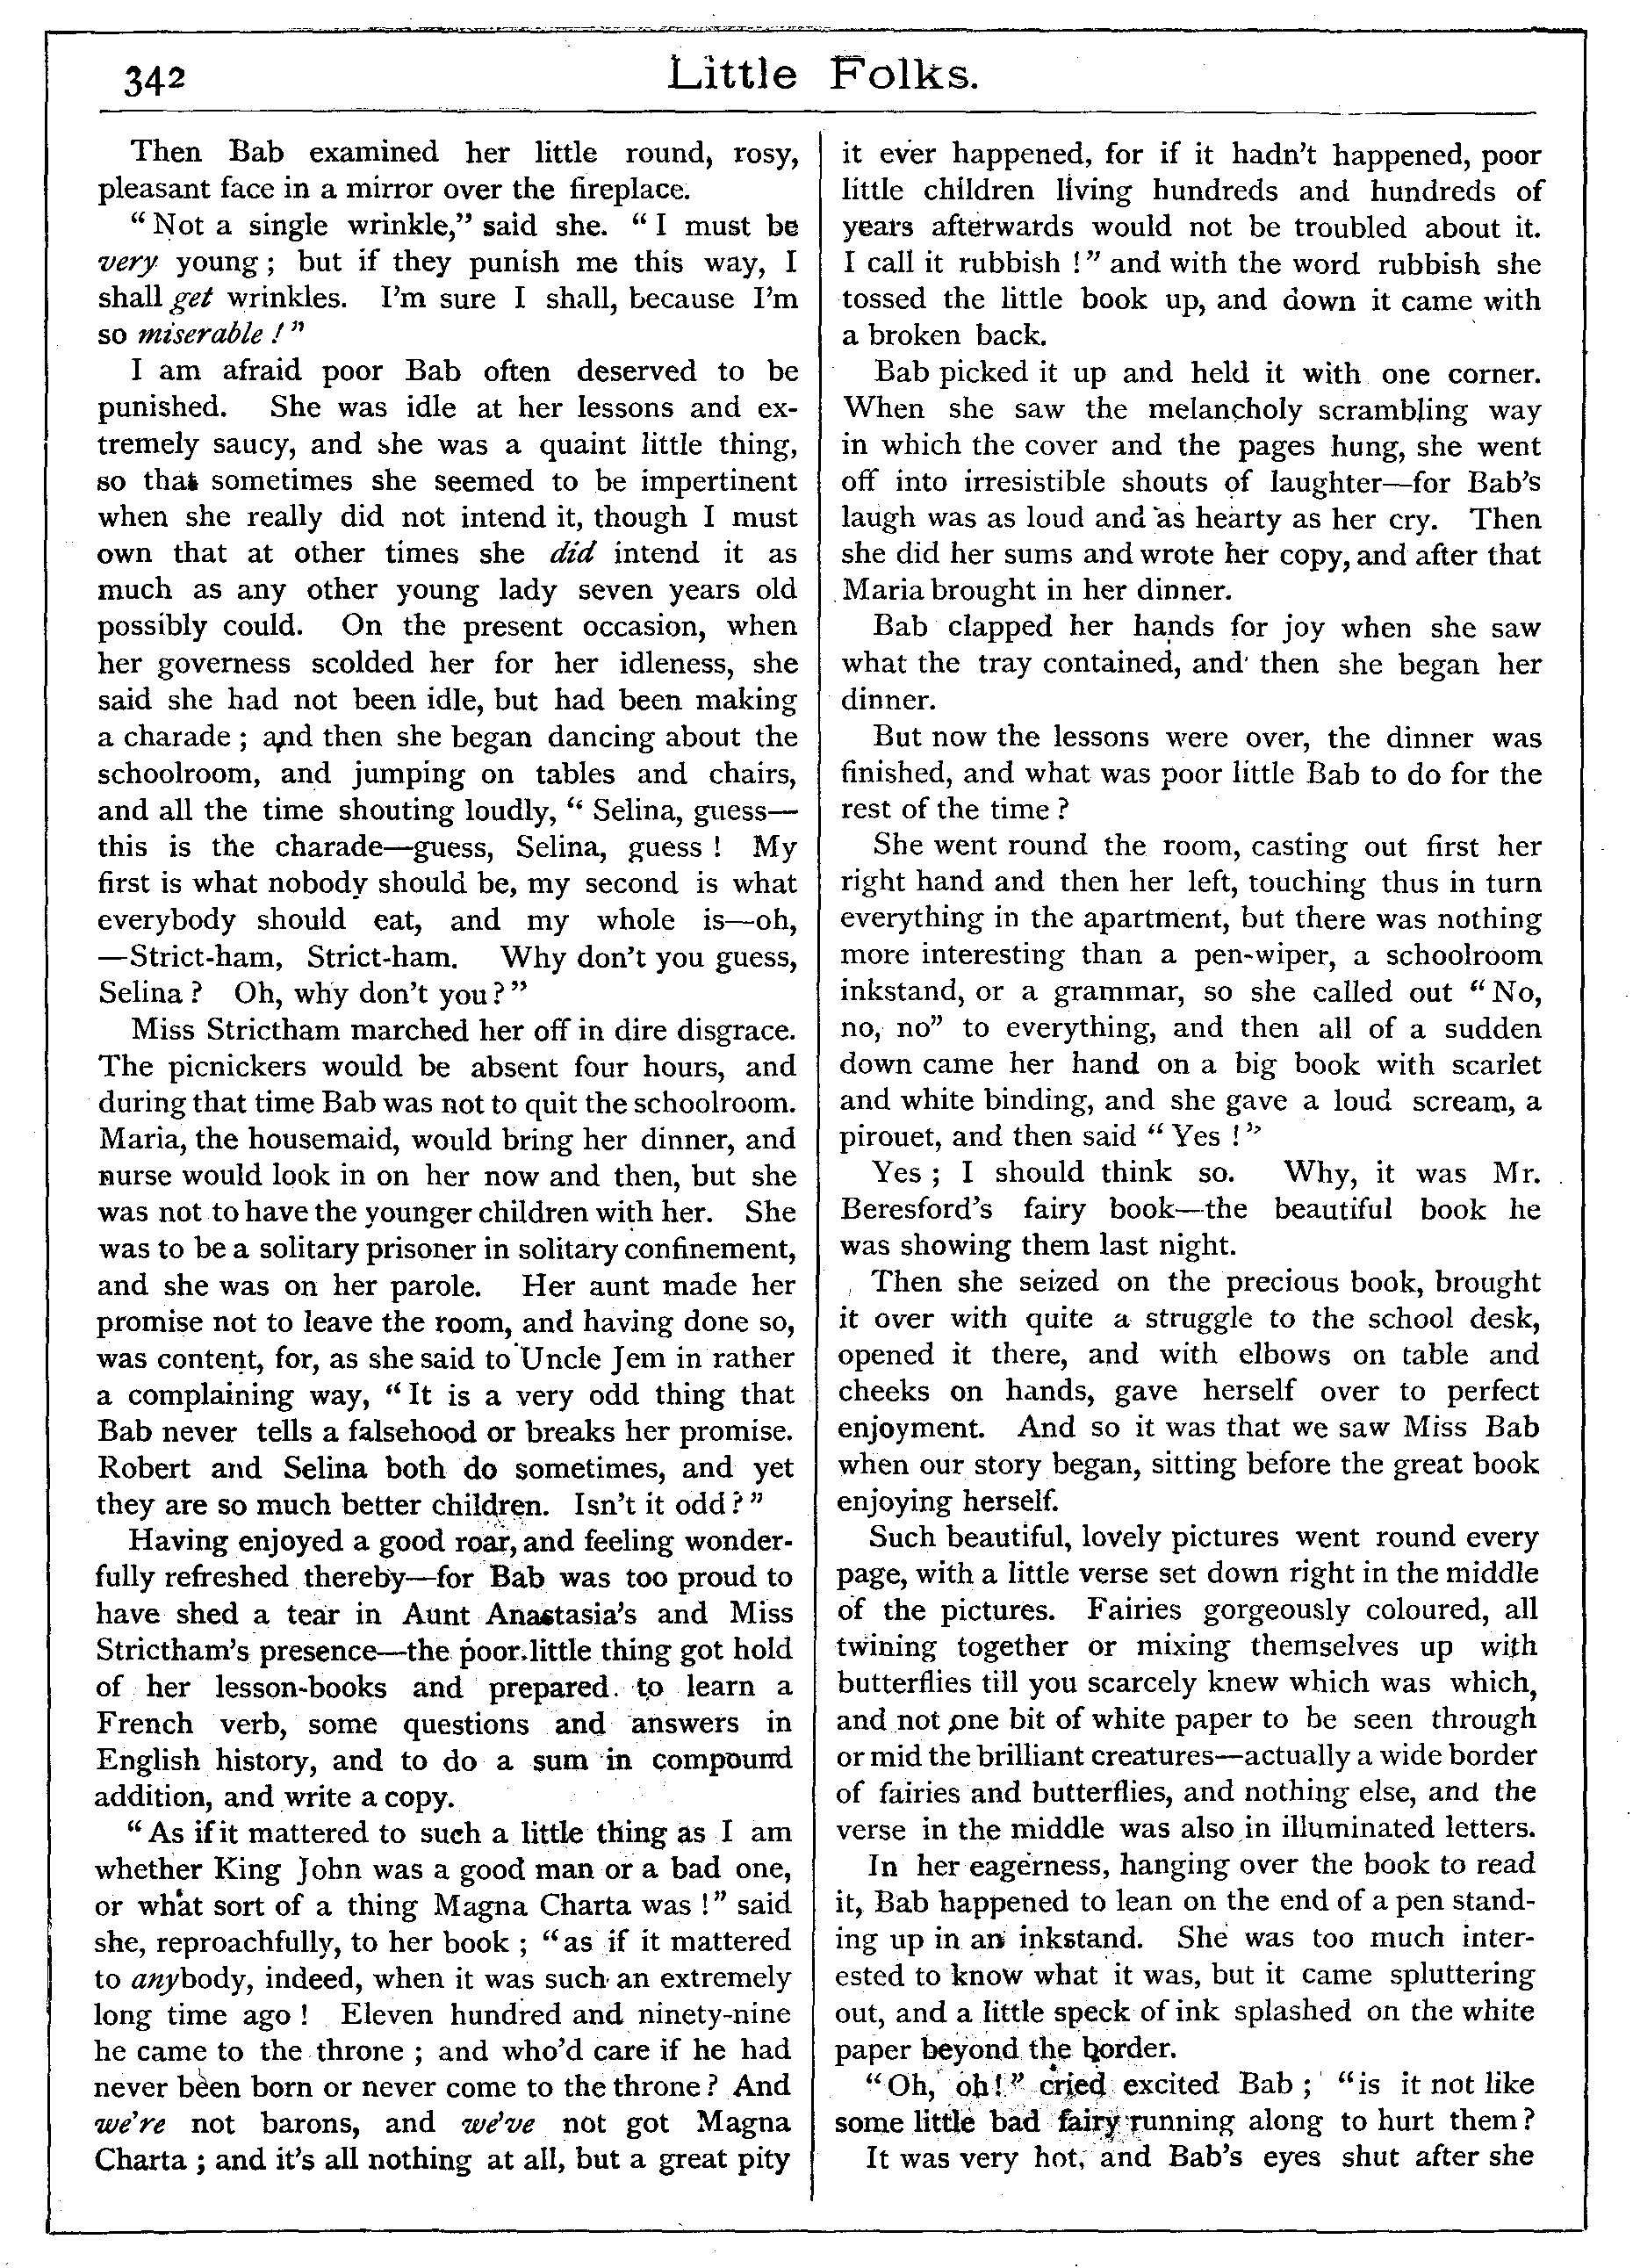 342
Little Folks.
Then Bab examined her little round, rosy,
pleasant face in a mirror over the fireplace.
“Not a single wrinkle,” said she. “I must be
very young; but if they punish me this way, I
shall get wrinkles. I'm sure I shall, because I'm
so miserable!”
I am afraid poor Bab often deserved to be
punished. She was idle at her lessons and ex-
tremely saucy, and she was a quaint little thing,
so that sometimes she seemed to be impertinent
when she really did not intend it, though I must
own that at other times she did intend it as
much as any other young lady seven years old
possibly could. On the present occasion, when
her governess scolded her for her idleness, she
said she had not been idle, but had been making
a charade; and then she began dancing about the
schoolroom, and jumping on tables and chairs,
and all the time shouting loudly, “Selina, guess—
this is the charade—guess, Selina, guess! My
first is what nobody should be, my second is what
everybody should eat, and my whole is—oh,
—Strict-ham, Strict-ham. Why don't you guess,
Selina? Oh, why don't you?”
Miss Strictham marched her off in dire disgrace.
The picnickers would be absent four hours, and
during that time Bab was not to quit the schoolroom.
Maria, the housemaid, would bring her dinner, and
nurse would look in on her now and then, but she
was not to have the younger children with her. She
was to be a solitary prisoner in solitary confinement,
and she was on her parole. Her aunt made her
promise not to leave the room, and having done so,
was content, for, as she said to Uncle Jem in rather
a complaining way, “It is a very odd thing that
Bab never tells a falsehood or breaks her promise.
Robert and Selina both do sometimes, and yet
they are so much better children. Isn't it odd?”
Having enjoyed a good roar, and feeling wonder-
fully refreshed thereby—for Bab was too proud to
have shed a tear in Aunt Anastasia's and Miss
Strictham's presence—the poor little thing got hold
of her lesson-books and prepared to learn a
French verb, some questions and answers in
English history, and to do a sum in compound
addition, and write a copy.
“As if it mattered to such a little thing as I am
whether King John was a good man or a bad one,
or what sort of a thing Magna Charta was!” said
she, reproachfully, to her book; “as if it mattered
to anybody, indeed, when it was such an extremely
long time ago! Eleven hundred and ninety-nine
he came to the throne; and who'd care if he had
never been born or never come to the throne? And
we're not barons, and we've not got Magna
Charta; and it's all nothing at all, but a great pity
it ever happened, for if it hadn't happened, poor
little children living hundreds and hundreds of
years afterwards would not be troubled about it.
I call it rubbish!” and with the word rubbish she
tossed the little book up, and down it came with
a broken back.
Bab picked it up and held it with one corner.
When she saw the melancholy scrambling way
in which the cover and the pages hung, she went
off into irresistible shouts of laughter—for Bab's
laugh was as loud and as hearty as her cry. Then
she did her sums and wrote her copy, and after that
Maria brought in her dinner.
Bab clapped her hands for joy when she saw
what the tray contained, and then she began her
dinner.
But now the lessons were over, the dinner was
finished, and what was poor little Bab to do for the
rest of the time?
She went round the room, casting out first her
right hand and then her left, touching thus in turn
everything in the apartment, but there was nothing
more interesting than a pen-wiper, a schoolroom
inkstand, or a grammar, so she called out “No,
no, no” to everything, and then all of a sudden
down came her hand on a big book with scarlet
and white binding, and she gave a loud scream, a
pirouet, and then said “Yes!”
Yes; I should think so. Why, it was Mr.
Beresford's fairy book—the beautiful book he
was showing them last night.
Then she seized on the precious book, brought
it over with quite a struggle to the school desk,
opened it there, and with elbows on table and
cheeks on hands, gave herself over to perfect
enjoyment. And so it was that we saw Miss Bab
when our story began, sitting before the great book
enjoying herself.
Such beautiful, lovely pictures went round every
page, with a little verse set down right in the middle
of the pictures. Fairies gorgeously coloured, all
twining together or mixing themselves up with
butterflies till you scarcely knew which was which,
and not one bit of white paper to be seen through
or mid the brilliant creatures—actually a wide border
of fairies and butterflies, and nothing else, and the
verse in the middle was also in illuminated letters.
In her eagerness, hanging over the book to read
it, Bab happened to lean on the end of a pen stand-
ing up in an inkstand. She was too much inter-
ested to know what it was, but it came spluttering
out, and a little speck of ink splashed on the white
paper beyond the border.
“Oh, oh!” cried excited Bab; “is it not like
some little bad fairy running along to hurt them?
It was very hot, and Bab's eyes shut after she